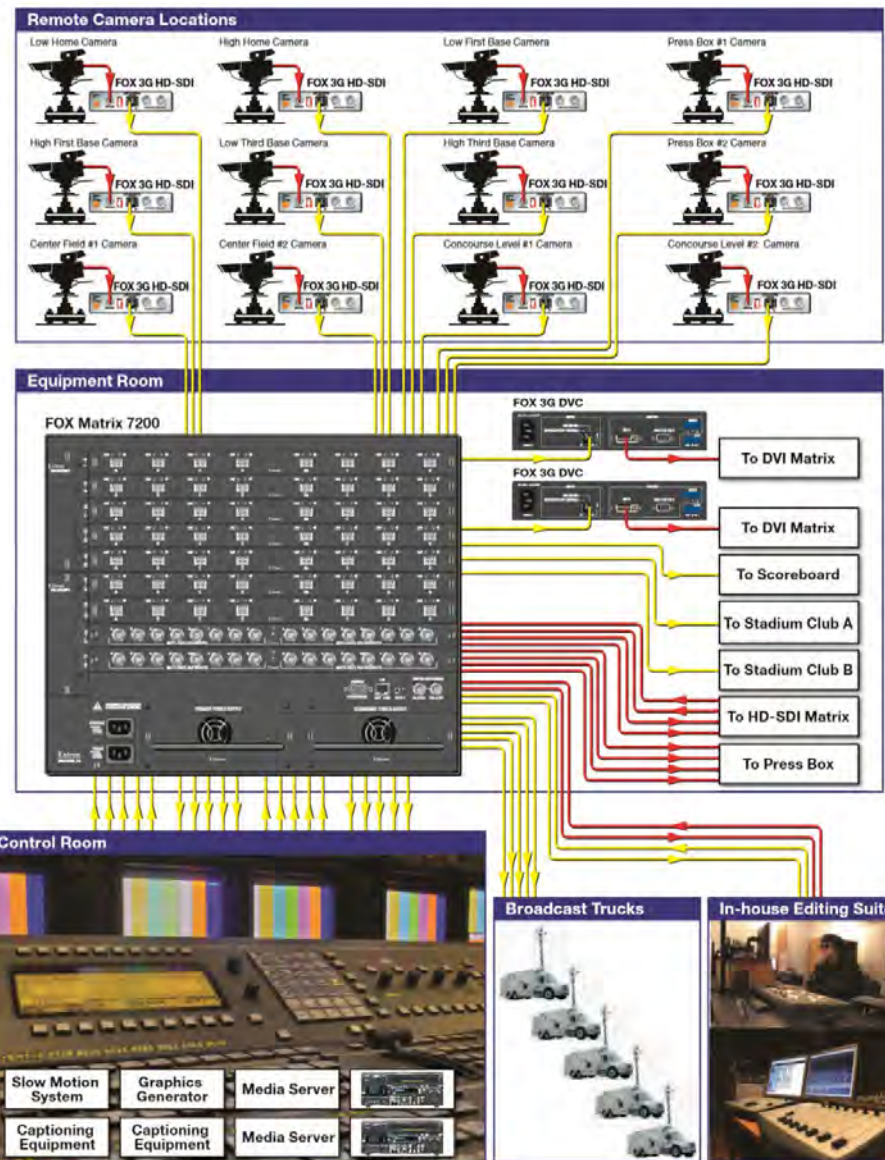 Remote Camera Locations
Low Home Camera
High Home Camera
Low First Base Camera
Press Box #1 Camera
FOX 3G HD-SDI
FOX 3G HD-SDI
FOX 3G HD-SDI
FOX 3G HD-SDI
High First Base Camera
Low Third Base Camera
High Third Base Camera
Press Box #2 Camera
FOX 3G HD-SDI
FOX 3G HD-SDI
FOX 3G HD-SDI
FOX 3G HD-SDI
Center Field #1 Camera
Center Field #2 Camera
Concourse Level #1 Camera
Concourse Level #2 Camera
FOX 3G HD-SDI
FOX 3G HD-SDI
FOX 3G HD-SDI
FOX 3G HD-SDI
Equipment Room
FOX Matrix 7200
FOX 3G DVC
To DVI Matrix
FOX 3G DVC
To DVI Matrix
To Scoreboard
To Stadium Club A
To Stadium Club B
To HD-SDI Matrix
To Press Box
Extron
Control Room
Broadcast Trucks
In-house Editing Suit
Slow Motion
System
Graphics
Generator
Media Server
Captioning
Equipment
Captioning
Equipment
Media Server